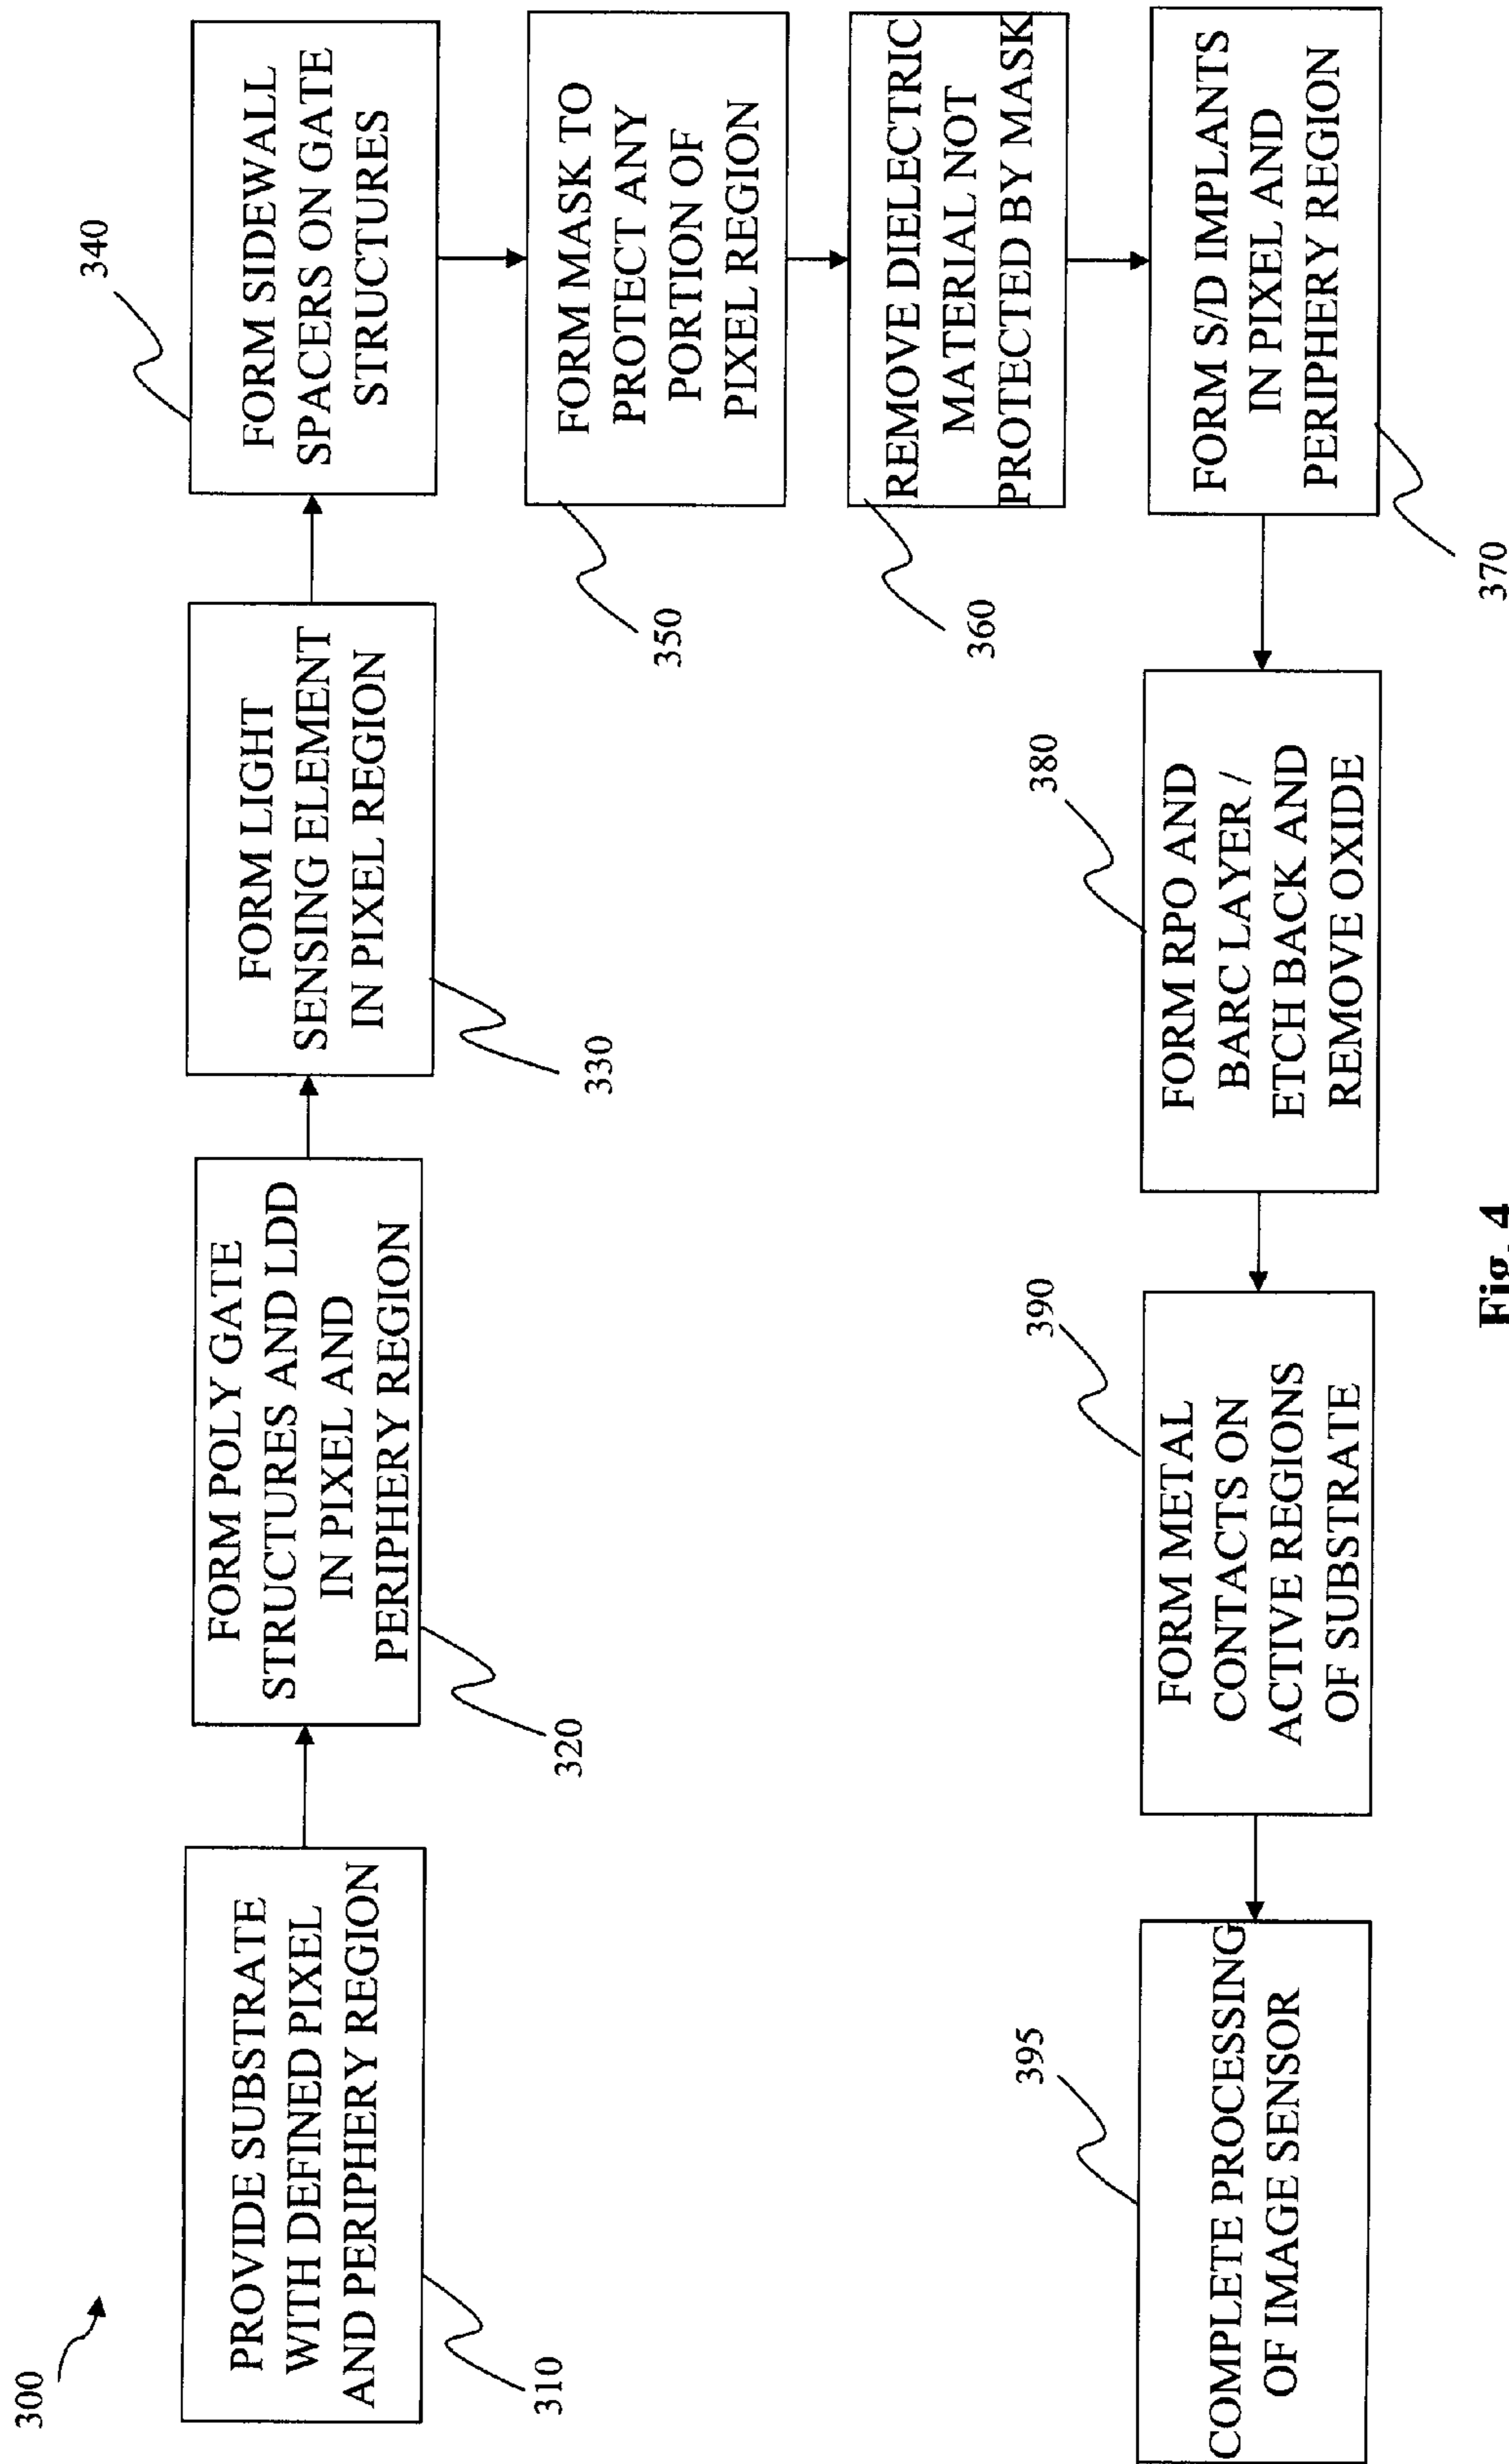 300
PROVIDE SUBSTRATE
WITH DEFINED PIXEL
AND PERIPHERY REGION
310
FORM POLY GATE
STRUCTURES AND LDD
IN PIXEL AND
PERIPHERY REGION
320
FORM LIGHT
SENSING ELEMENT
IN PIXEL REGION
330
FORM SIDEWALL
SPACERS ON GATE
STRUCTURES
340
FORM MASK TO
PROTECT ANY
PORTION OF
PIXEL REGION
350
REMOVE DIELECTRIC
MATERIAL NOT
PROTECTED BY MASK
360
FORM S/D IMPLANTS
IN PIXEL AND
PERIPHERY REGION
370
FORM RPO AND
BARC LAYER /
ETCH BACK AND
REMOVE OXIDE
380
FORM METAL
CONTACTS ON
ACTIVE REGIONS
OF SUBSTRATE
390
COMPLETE PROCESSING
OF IMAGE SENSOR
395
Fig. 4